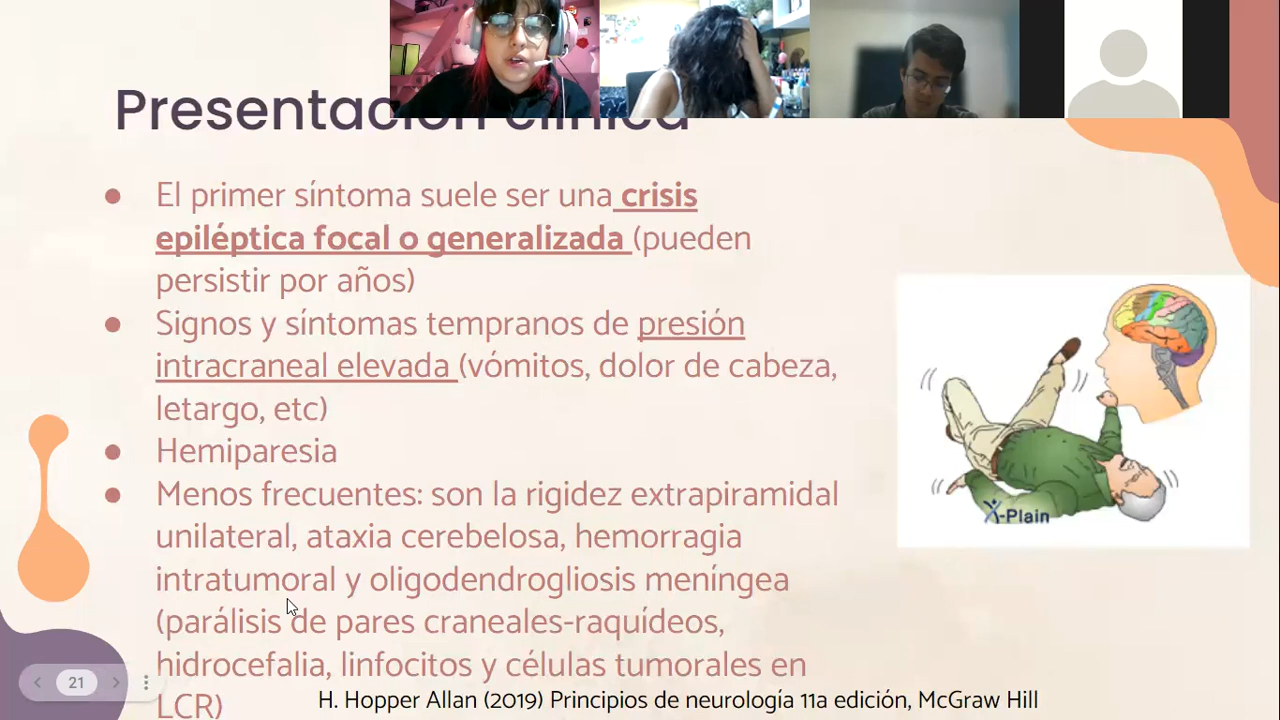 Presentación clínica
● El primer síntoma suele ser una crisis
epiléptica focal o generalizada (pueden
persistir por años)
● Signos y síntomas tempranos de presión
intracraneal elevada (vómitos, dolor de cabeza,
letargo, etc)
● Hemiparesia
● Menos frecuentes: son la rigidez extrapiramidal
unilateral, ataxia cerebelosa, hemorragia
intratumoral y oligodendrogliosis meníngea
(parálisis de pares craneales-raquídeos,
hidrocefalia, linfocitos y células tumorales en
LCR)
X-Plain
21
H. Hopper Allan (2019) Principios de neurología 11a edición, McGraw Hill